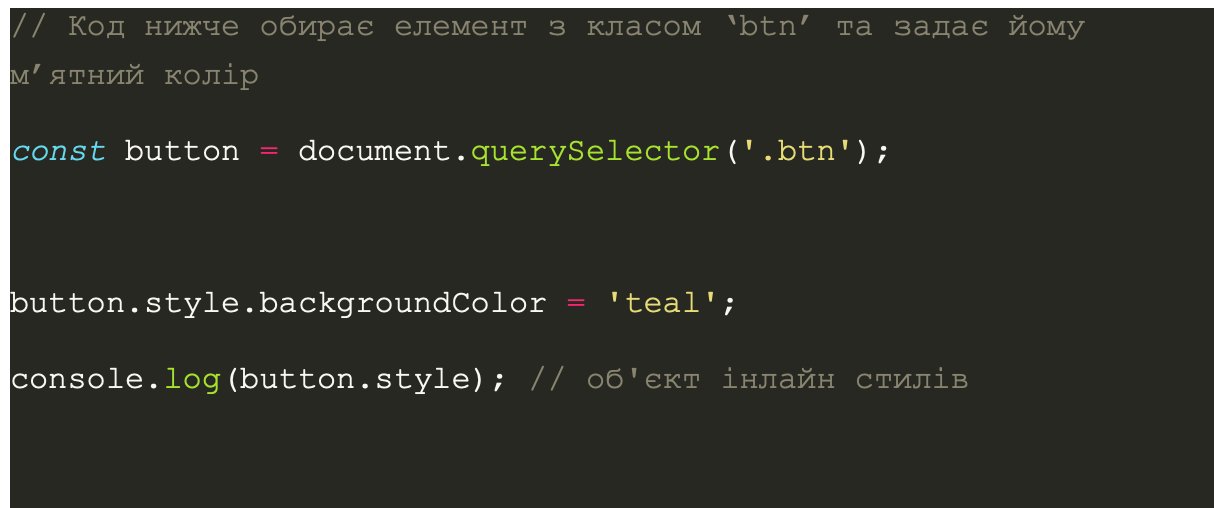 // Код нижче обирає елемент з класом ‘btn’ та задає йому
м’ятний колір
const button = document.querySelector('.btn');
button.style.backgroundColor = 'teal';
console.log(button.style); // об'єкт інлайн стилів